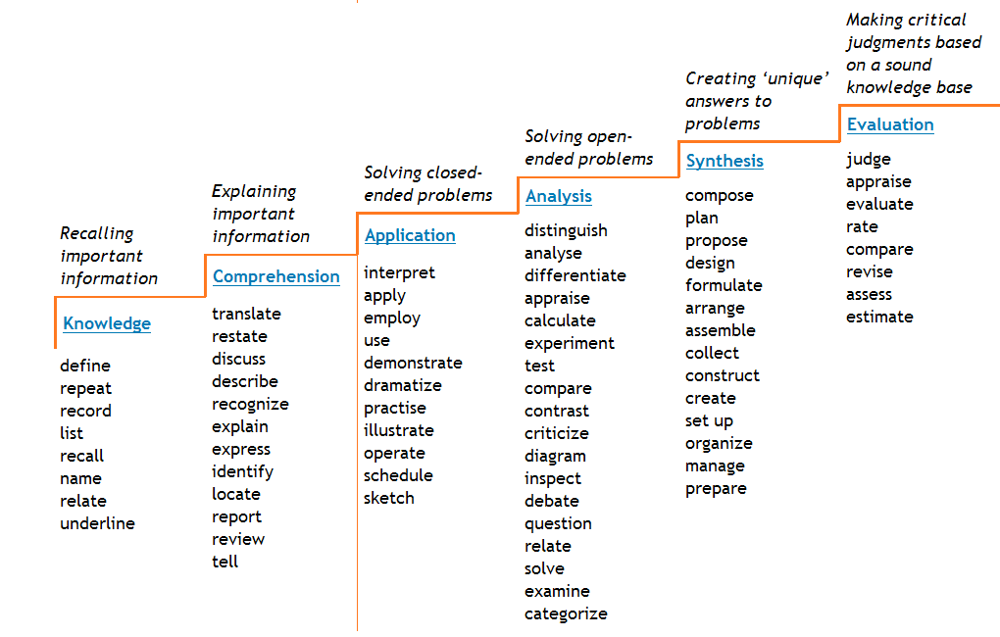 Recalling
important
information
Knowledge
define
repeat
record
list
recall
name
relate
underline
Explaining
important
information
Comprehension
translate
restate
discuss
describe
recognize
explain
express
identify
locate
report
review
tell
Solving closed-
ended problems
Application
interpret
apply
employ
use
demonstrate
dramatize
practise
illustrate
operate
schedule
sketch
Solving open-
ended problems
Analysis
distinguish
analyse
differentiate
appraise
calculate
experiment
test
compare
contrast
criticize
diagram
inspect
debate
question
relate
solve
examine
categorize
Creating ‘unique’
answers to
problems
Synthesis
compose
plan
propose
design
formulate
arrange
assemble
collect
construct
create
set up
organize
manage
prepare
Making critical
judgments based
on a sound
knowledge base
Evaluation
judge
appraise
evaluate
rate
compare
revise
assess
estimate